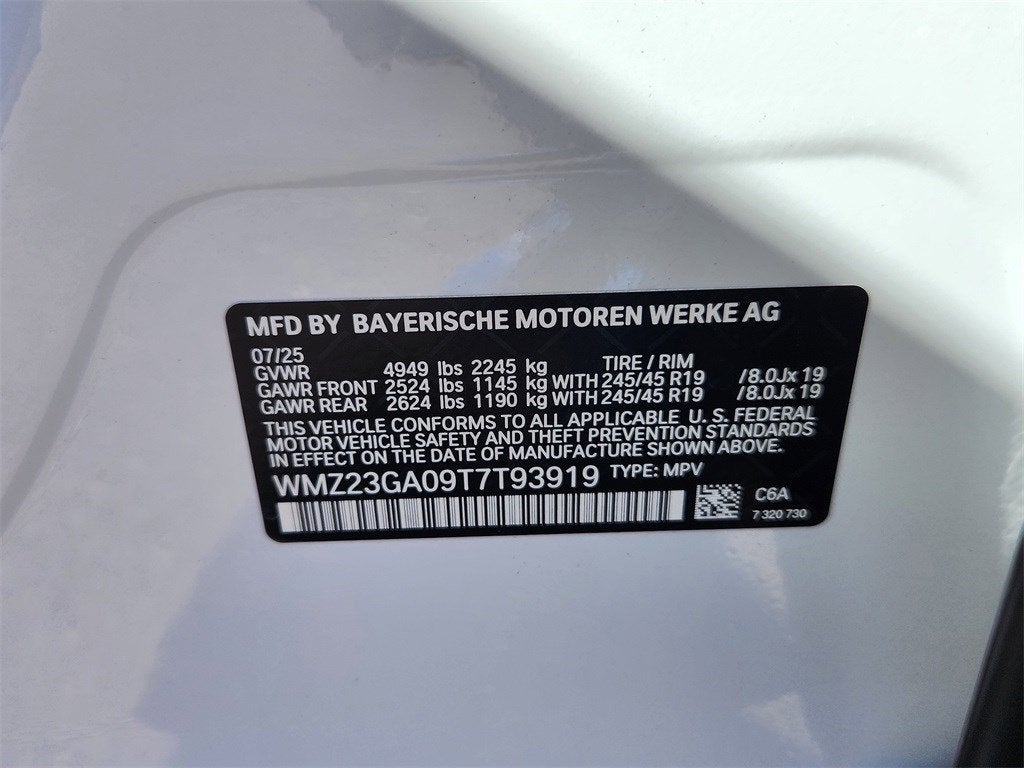 MFD BY BAYERISCHE MOTOREN WERKE AG
07/25
GVWR 4949 lbs 2245 kg TIRE / RIM
GAWR FRONT 2524 lbs 1145 kg WITH 245/45 R19 /8.0Jx 19
GAWR REAR 2624 lbs 1190 kg WITH 245/45 R19 /8.0Jx 19
THIS VEHICLE CONFORMS TO ALL APPLICABLE U. S. FEDERAL
MOTOR VEHICLE SAFETY AND THEFT PREVENTION STANDARDS
IN EFFECT ON THE DATE OF MANUFACTURE SHOWN ABOVE.
WMZ23GA09T7T93919 TYPE: MPV
C6A
7 320 730